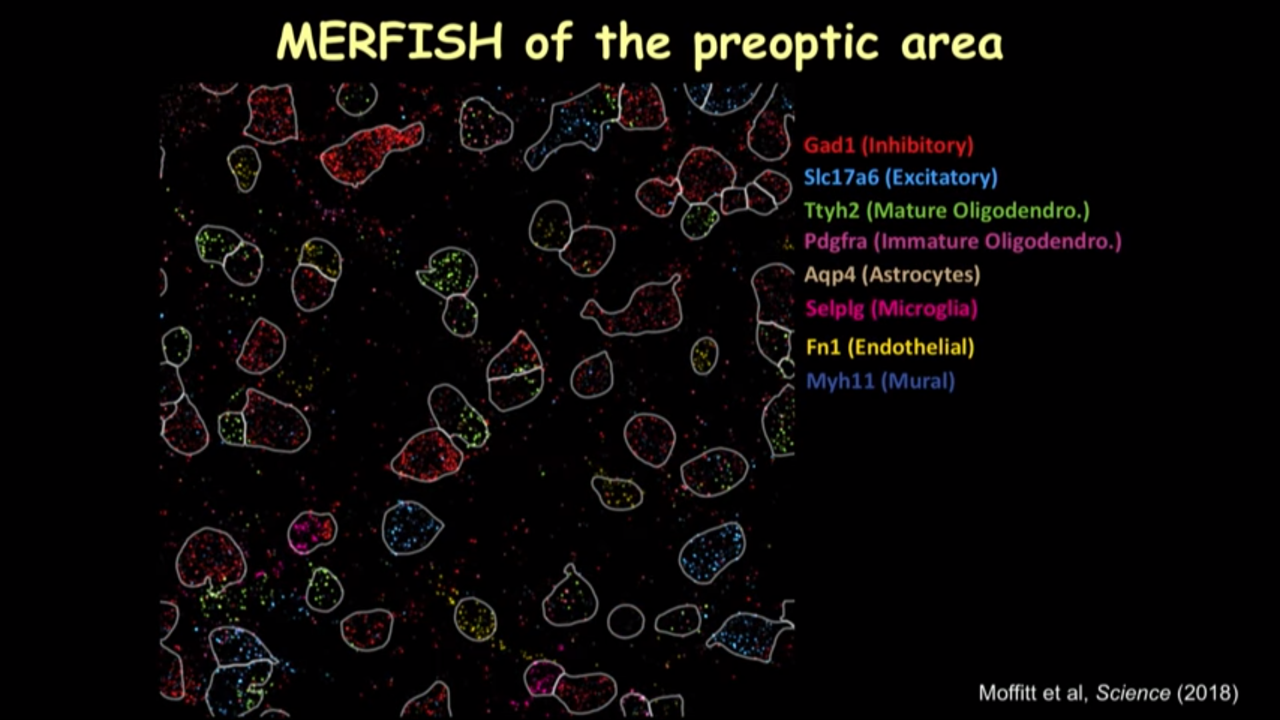 MERFISH of the preoptic area
Gad1 (Inhibitory)
Slc17a6 (Excitatory)
Ttyh2 (Mature Oligodendro.)
Pdgfra (Immature Oligodendro.)
Aqp4 (Astrocytes)
Selplg (Microglia)
Fn1 (Endothelial)
Myh11 (Mural)
Moffitt et al, Science (2018)